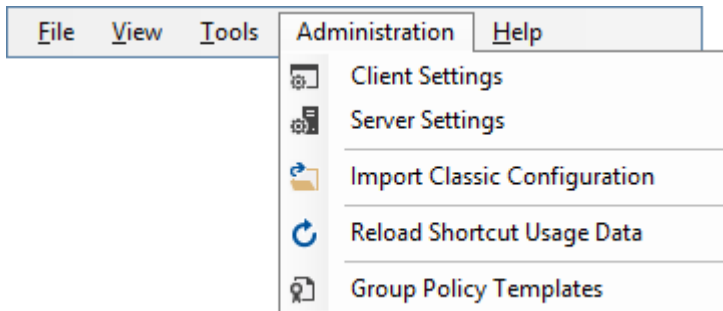 File View Tools Administration Help
Client Settings
Server Settings
Import Classic Configuration
Reload Shortcut Usage Data
Group Policy Templates